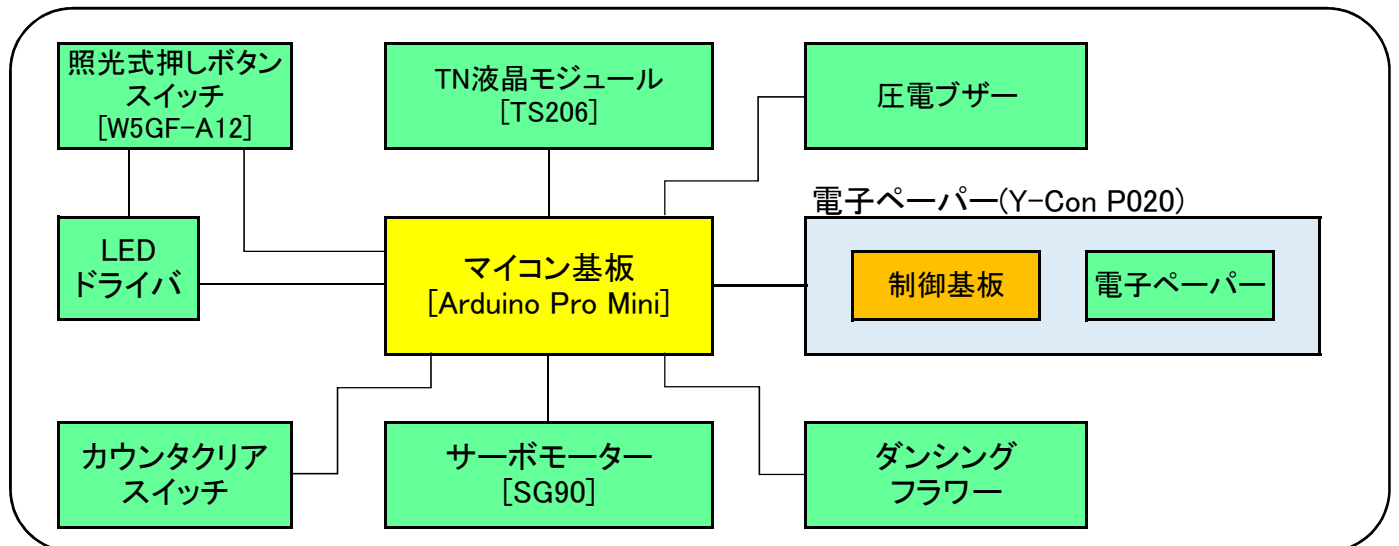 照光式押しボタン
スイッチ
[W5GF-A12]
TN液晶モジュール
[TS206]
圧電ブザー
電子ペーパー(Y-Con P020)
LED
ドライバ
マイコン基板
[Arduino Pro Mini]
制御基板
電子ペーパー
カウンタクリア
スイッチ
サーボモーター
[SG90]
ダンシング
フラワー